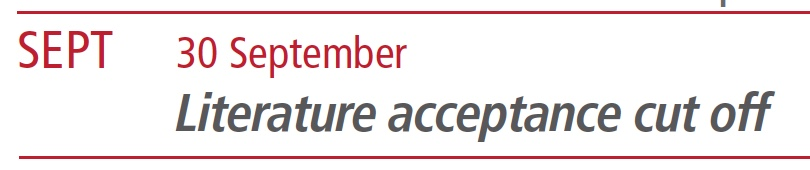 SEPT 30 September
Literature acceptance cut off